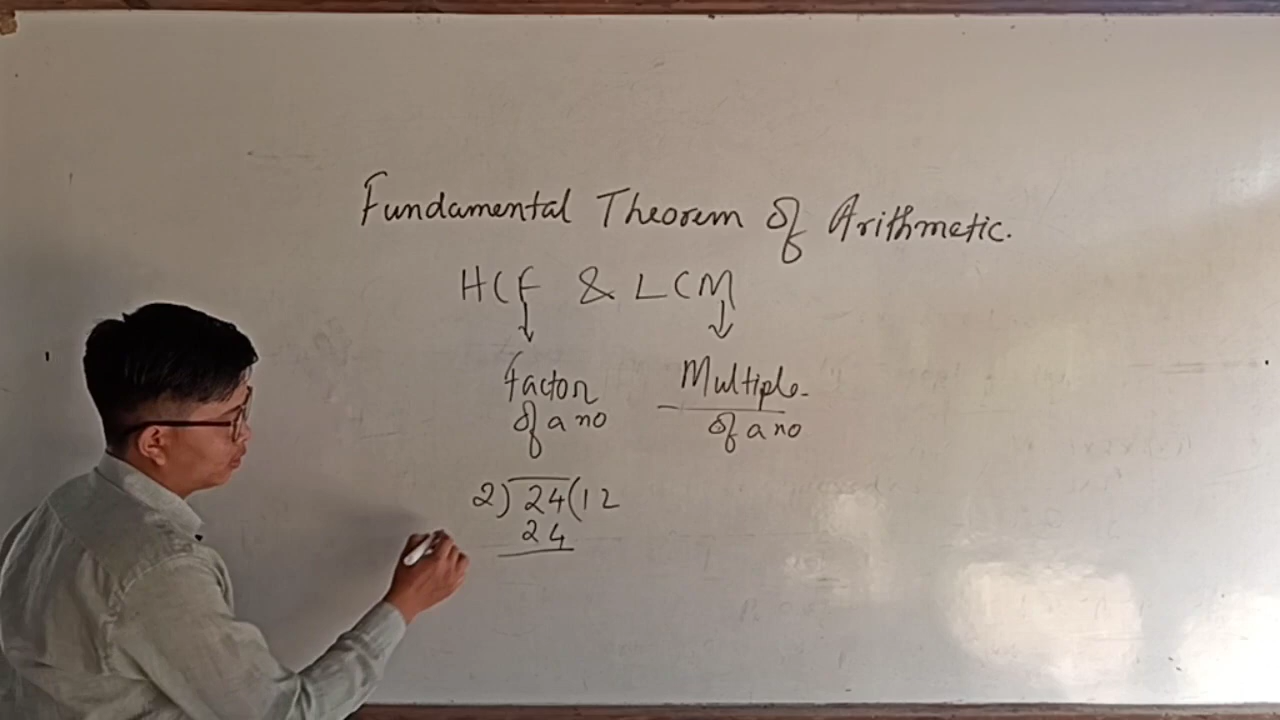 Fundamental Theorem of Arithmetic.
HCF & LCM
↓ ↓
Factor Multiple
of a no of a no
2) 24(12
24